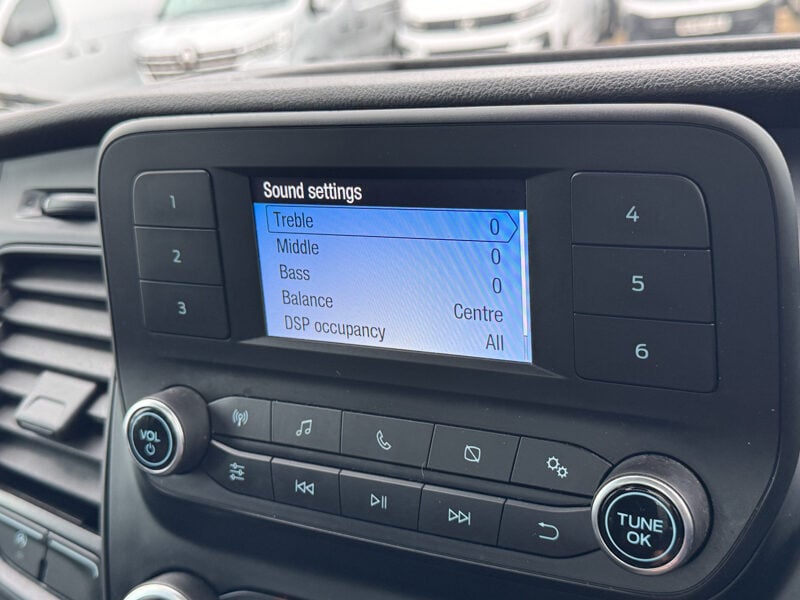 Sound settings
Treble 0
Middle 0
Bass 0
Balance Centre
DSP occupancy All
1
2
3
4
5
6
VOL
TUNE
OK